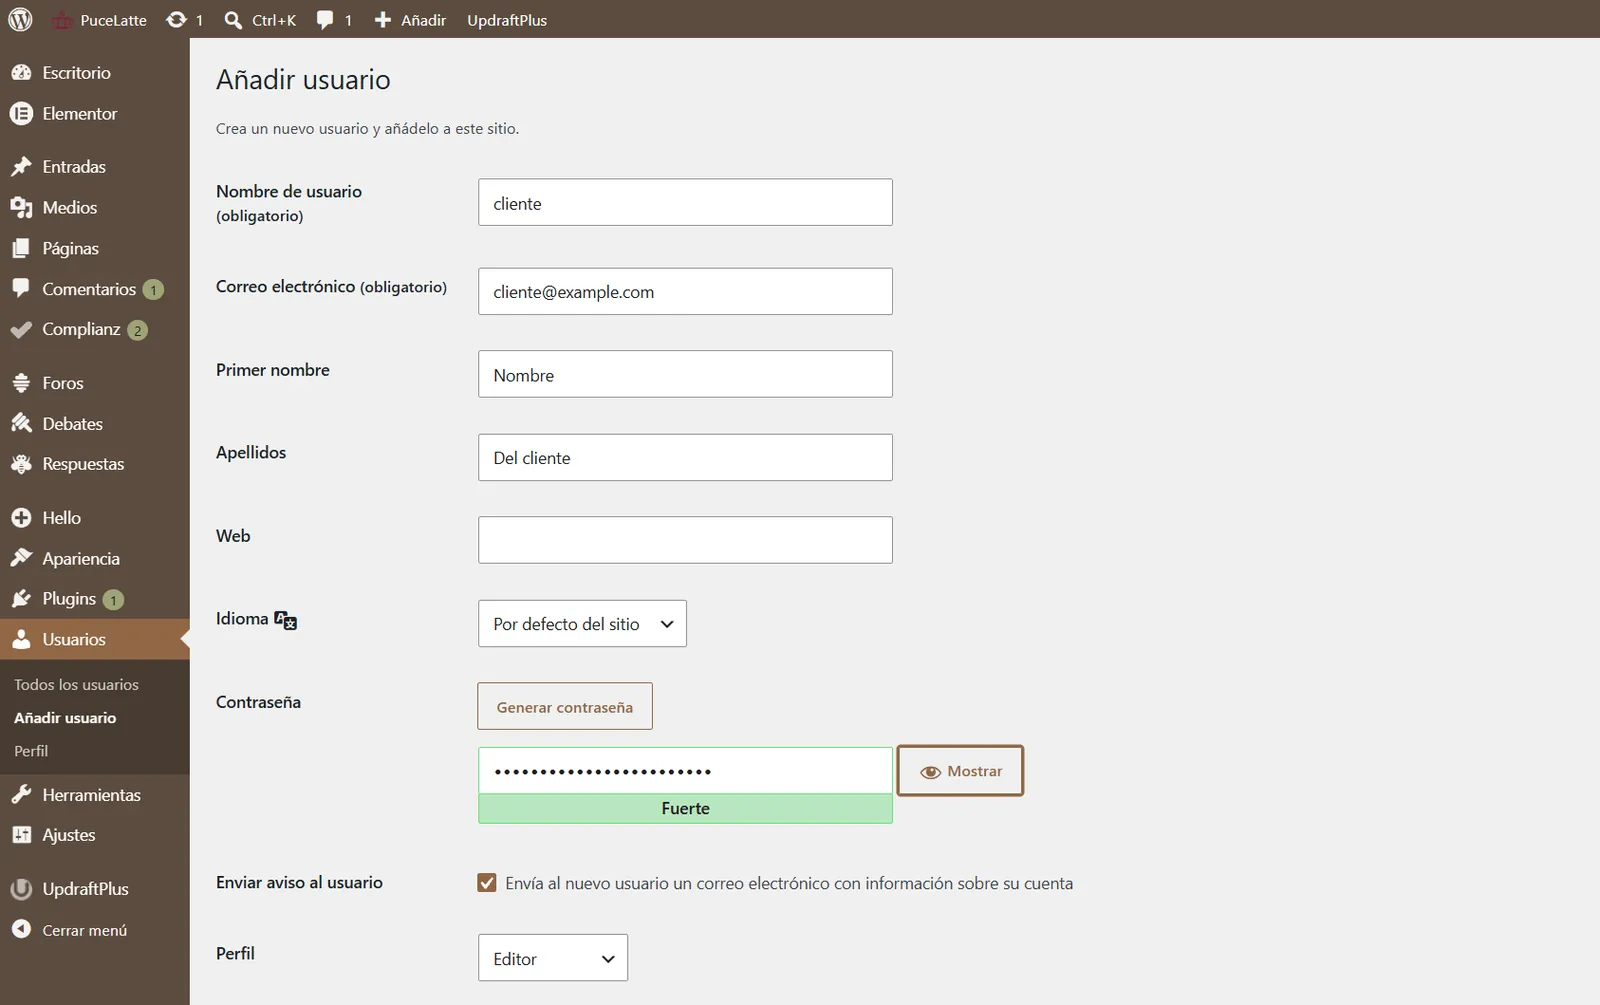 PuceLatte 1 Ctrl+K 1 Añadir UpdraftPlus
Escritorio
Elementor
Entradas
Medios
Páginas
Comentarios 1
Complianz 2
Foros
Debates
Respuestas
Hello
Apariencia
Plugins 1
Usuarios
Todos los usuarios
Añadir usuario
Perfil
Herramientas
Ajustes
UpdraftPlus
Cerrar menú
Añadir usuario
Crea un nuevo usuario y añádelo a este sitio.
Nombre de usuario
(obligatorio)
cliente
Correo electrónico (obligatorio)
cliente@example.com
Primer nombre
Nombre
Apellidos
Del cliente
Web
Idioma
Por defecto del sitio
Contraseña
Generar contraseña
••••••••••••••••••••••••
Mostrar
Fuerte
Enviar aviso al usuario
Envía al nuevo usuario un correo electrónico con información sobre su cuenta
Perfil
Editor